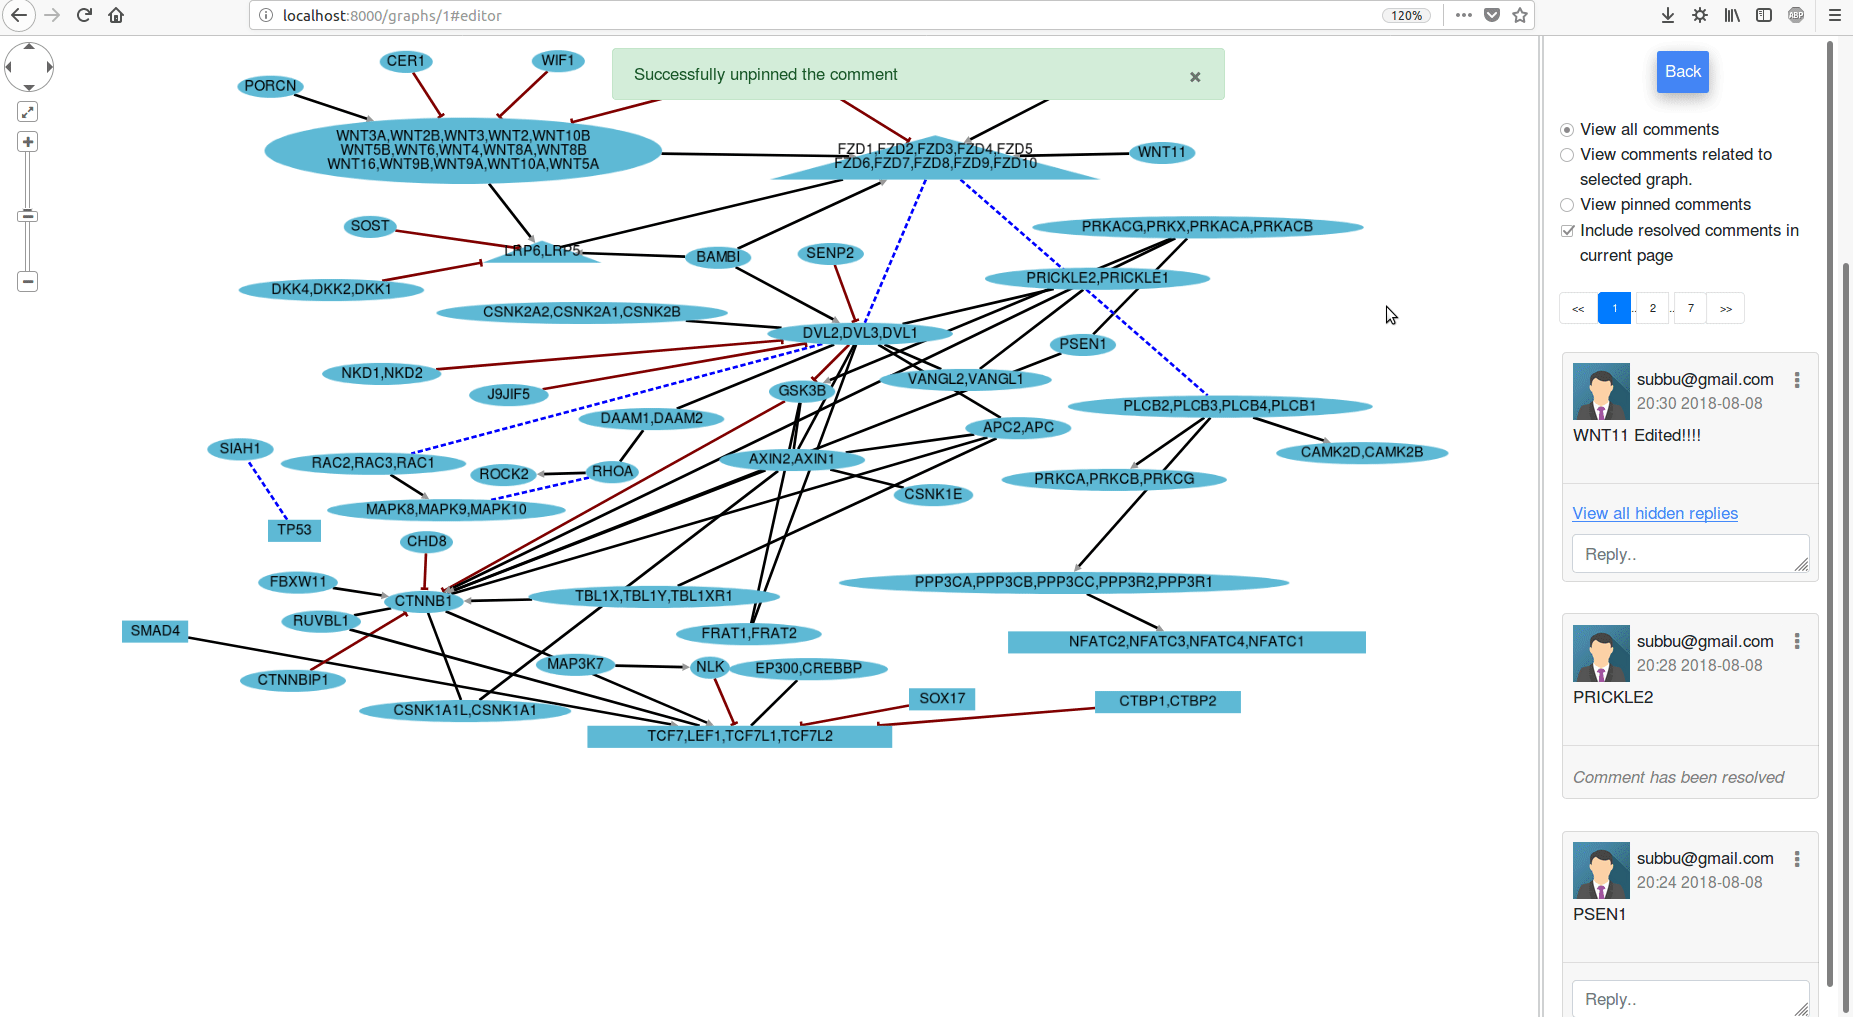 localhost:8000/graphs/1#editor
120%
ABP
Successfully unpinned the comment
×
CER1
WIF1
PORCN
WNT3A,WNT2B,WNT3,WNT2,WNT10B
WNT5B,WNT6,WNT4,WNT8A,WNT8B
WNT16,WNT9B,WNT9A,WNT10A,WNT5A
FZD1,FZD2,FZD3,FZD4,FZD5
FZD6,FZD7,FZD8,FZD9,FZD10
WNT11
SOST
LRP6,LRP5
BAMBI
SENP2
PRKACG,PRKX,PRKACA,PRKACB
PRICKLE2,PRICKLE1
DKK4,DKK2,DKK1
CSNK2A2,CSNK2A1,CSNK2B
DVL2,DVL3,DVL1
PSEN1
NKD1,NKD2
J9JIF5
GSK3B
VANGL2,VANGL1
DAAM1,DAAM2
APC2,APC
PLCB2,PLCB3,PLCB4,PLCB1
CAMK2D,CAMK2B
SIAH1
RAC2,RAC3,RAC1
ROCK2
RHOA
AXIN2,AXIN1
CSNK1E
PRKCA,PRKCB,PRKCG
MAPK8,MAPK9,MAPK10
TP53
CHD8
FBXW11
CTNNB1
TBL1X,TBL1Y,TBL1XR1
PPP3CA,PPP3CB,PPP3CC,PPP3R2,PPP3R1
RUVBL1
SMAD4
FRAT1,FRAT2
NFATC2,NFATC3,NFATC4,NFATC1
MAP3K7
NLK
EP300,CREBBP
CTNNBIP1
CSNK1A1L,CSNK1A1
SOX17
CTBP1,CTBP2
TCF7,LEF1,TCF7L1,TCF7L2
Back
View all comments
View comments related to
selected graph.
View pinned comments
Include resolved comments in
current page
<< 1 .. 2 .. 7 >>
subbu@gmail.com
20:30 2018-08-08
WNT11 Edited!!!!
View all hidden replies
Reply..
subbu@gmail.com
20:28 2018-08-08
PRICKLE2
Comment has been resolved
subbu@gmail.com
20:24 2018-08-08
PSEN1
Reply..